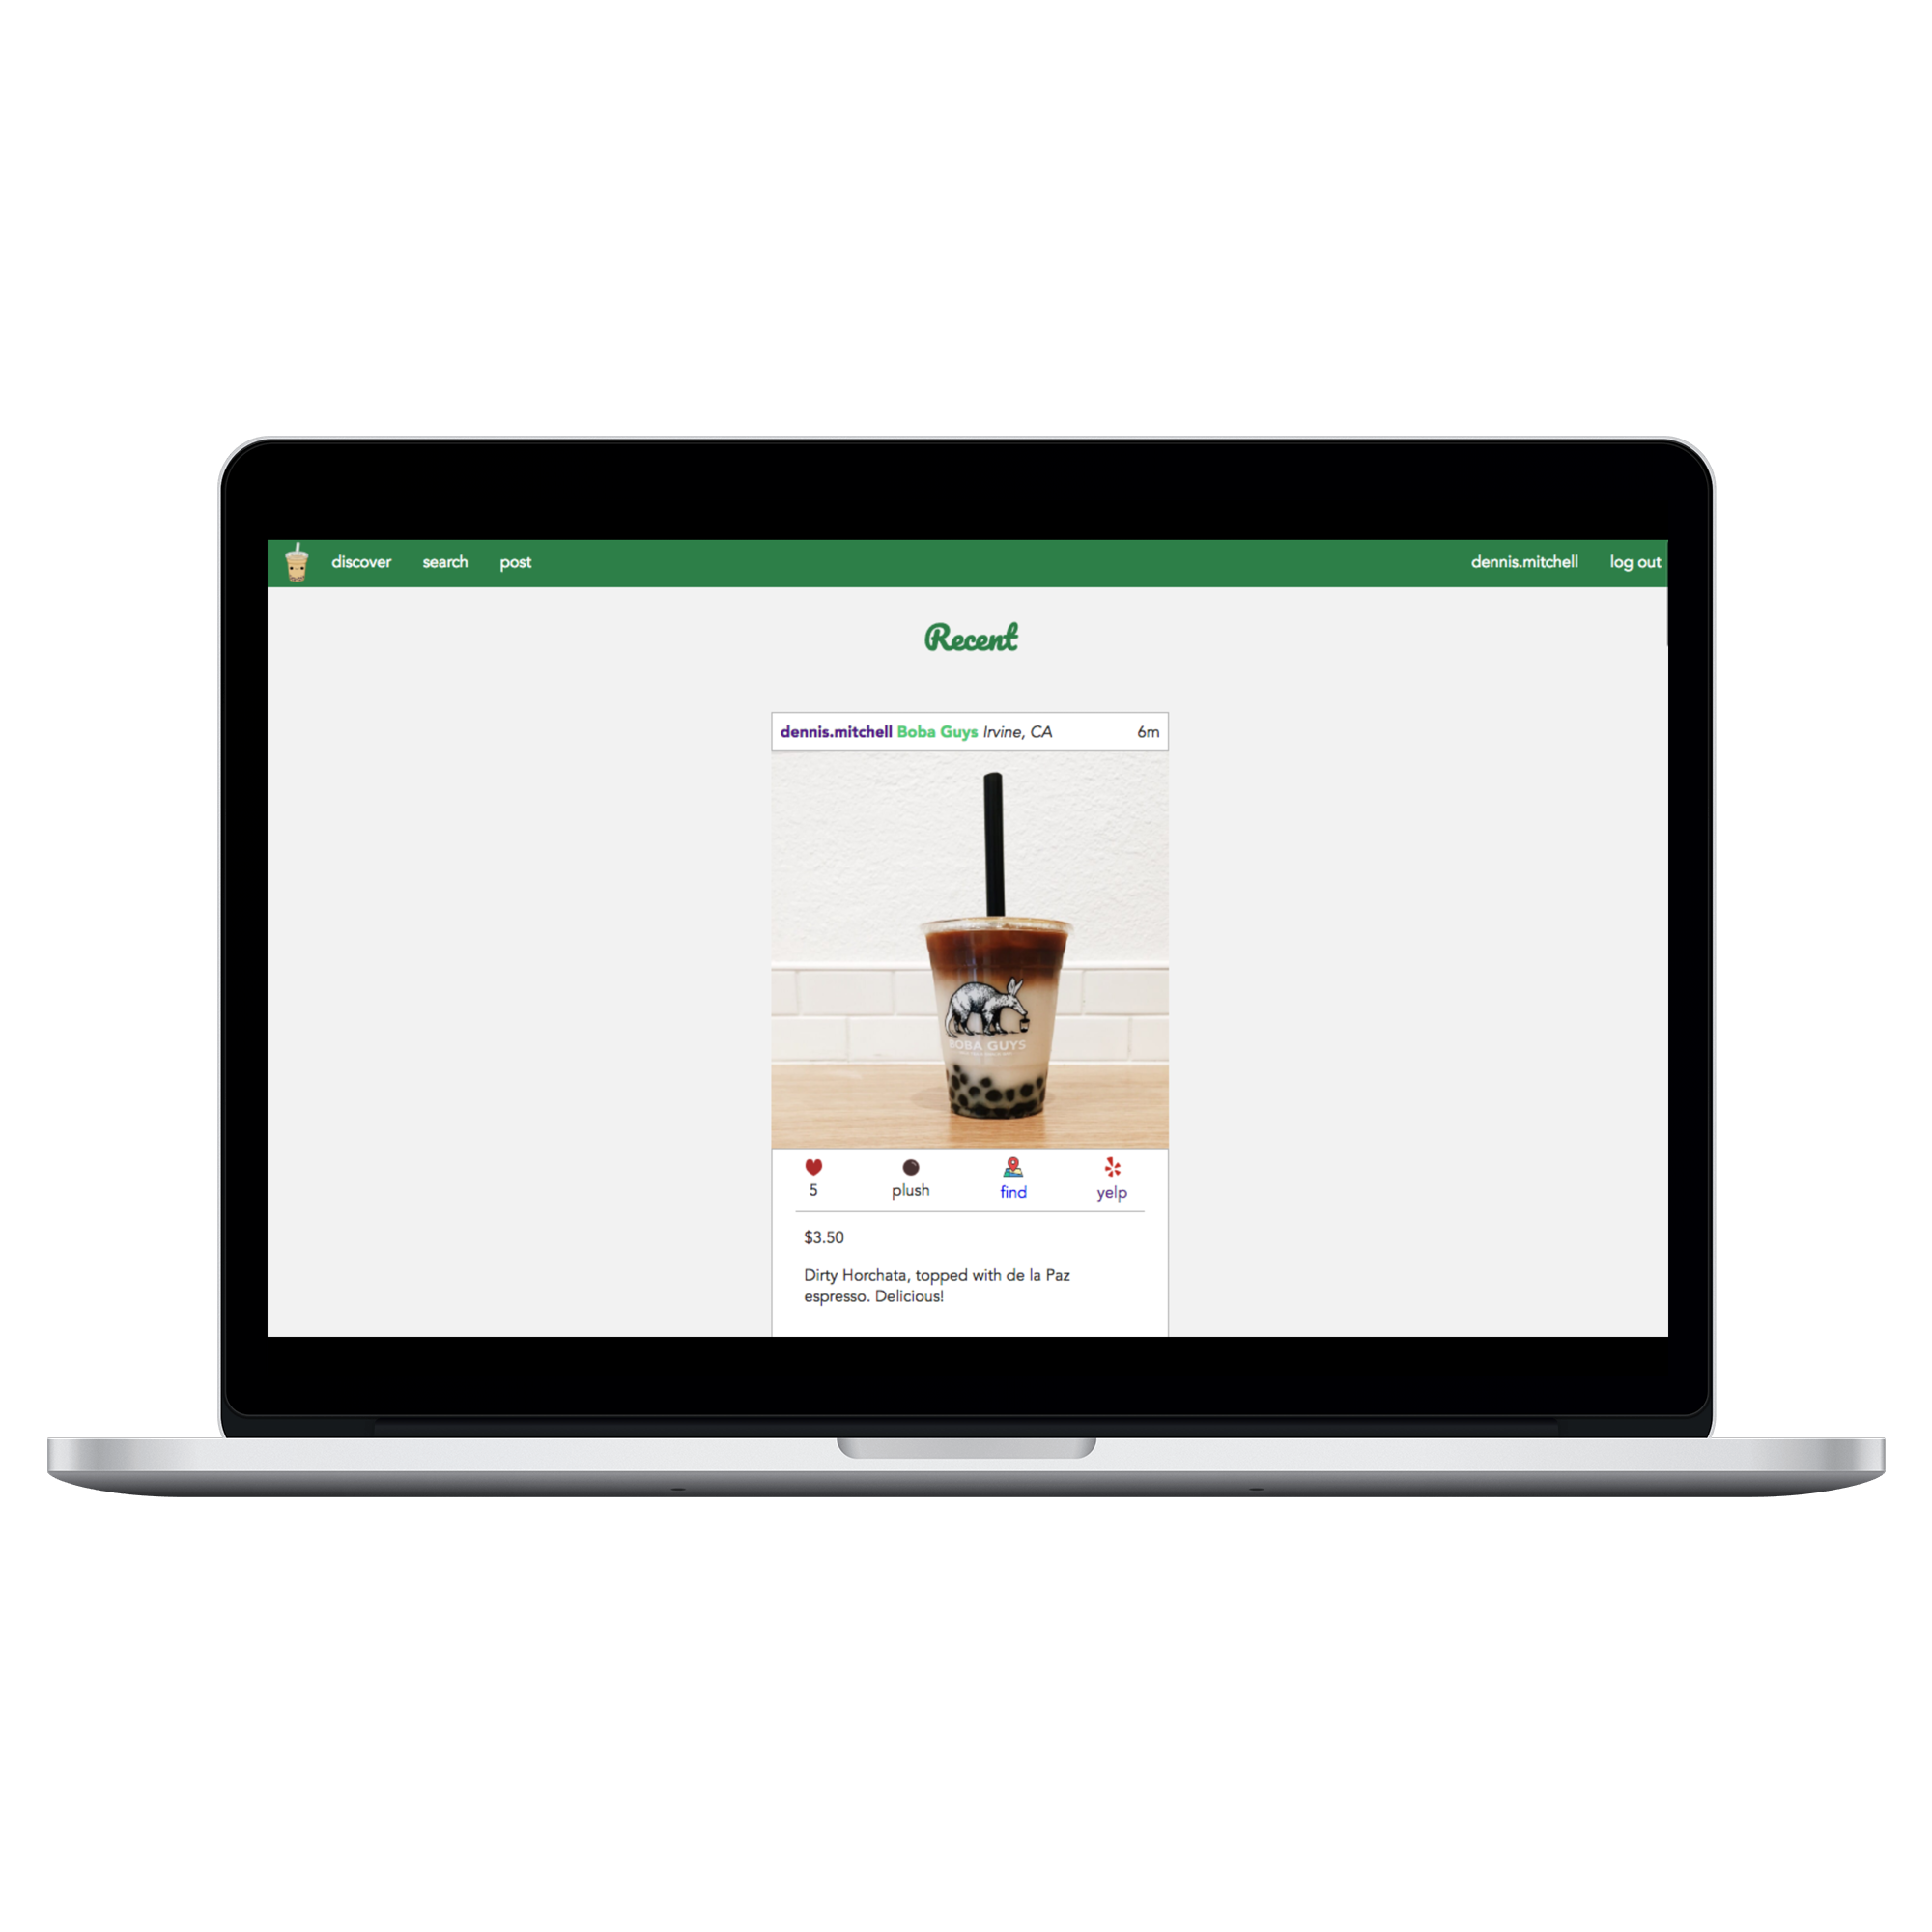 discover search post dennis.mitchell log out
Recent
dennis.mitchell Boba Guys Irvine, CA 6m
BOBA GUYS
5 plush find yelp
$3.50
Dirty Horchata, topped with de la Paz
espresso. Delicious!